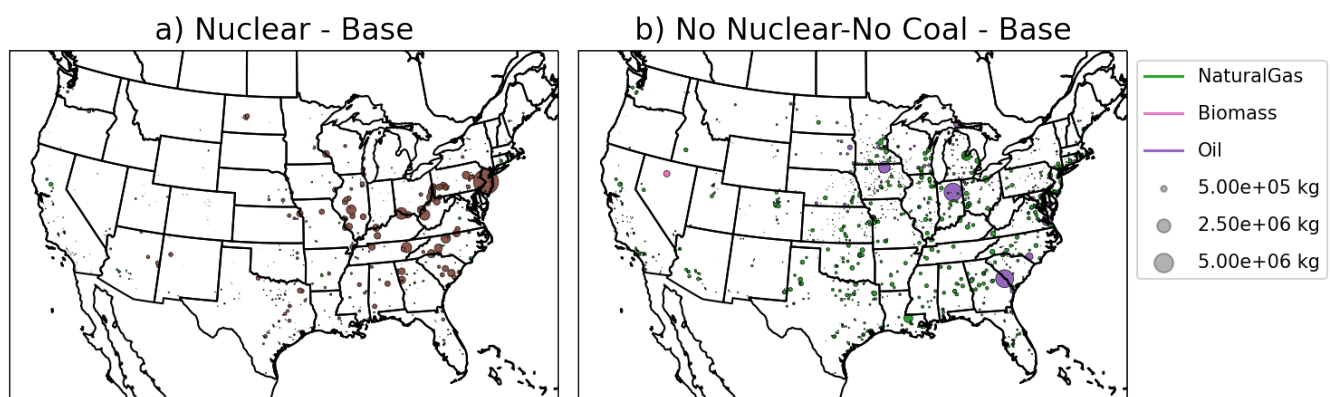 a) Nuclear - Base
b) No Nuclear-No Coal - Base
NaturalGas
Biomass
Oil
5.00e+05 kg
2.50e+06 kg
5.00e+06 kg